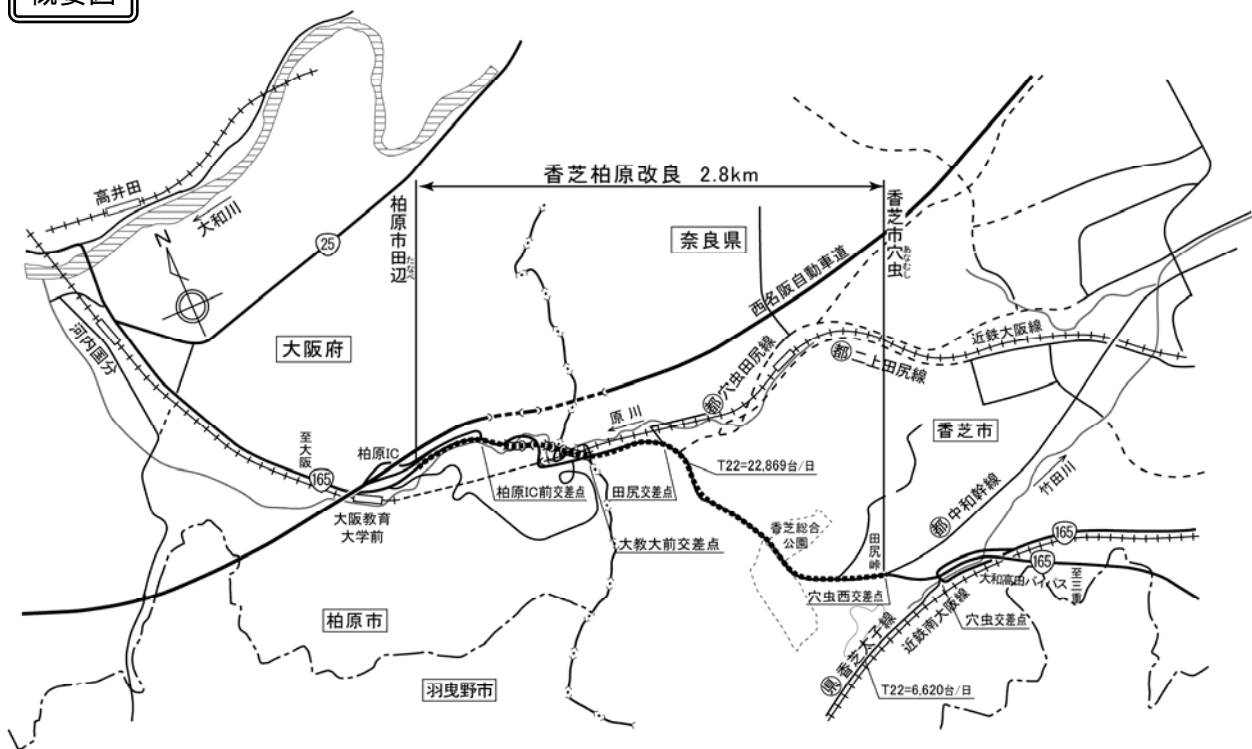 概要図
香芝柏原改良 2.8km
高井田
大和川
N
25
柏原市田辺
たなべ
奈良県
香芝市穴虫
あなむし
西名阪自動車道
河内国分
大阪府
近鉄大阪線
都 穴虫田尻線
都 二上田尻線
原川
香芝市
至大阪
柏原IC
165
T22=22,869台/日
柏原IC前交差点
田尻交差点
竹田川
都 中和幹線
大阪教育
大学前
大教大前交差点
香芝総合
公園
田尻峠
165
165
大和高田バイパス
至三重
穴虫西交差点
穴虫交差点
柏原市
近鉄南大阪線
県 香芝太子線
羽曳野市
T22=6,620台/日